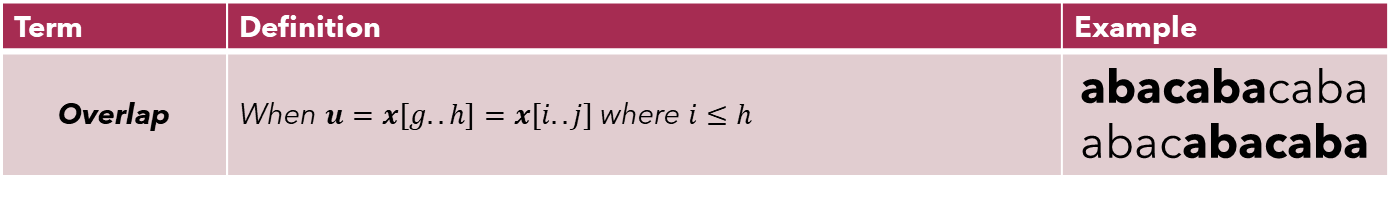 Term Definition Example
Overlap When u = x[g..h] = x[i..j] where i ≤ h
abacabacaba
abacabacaba